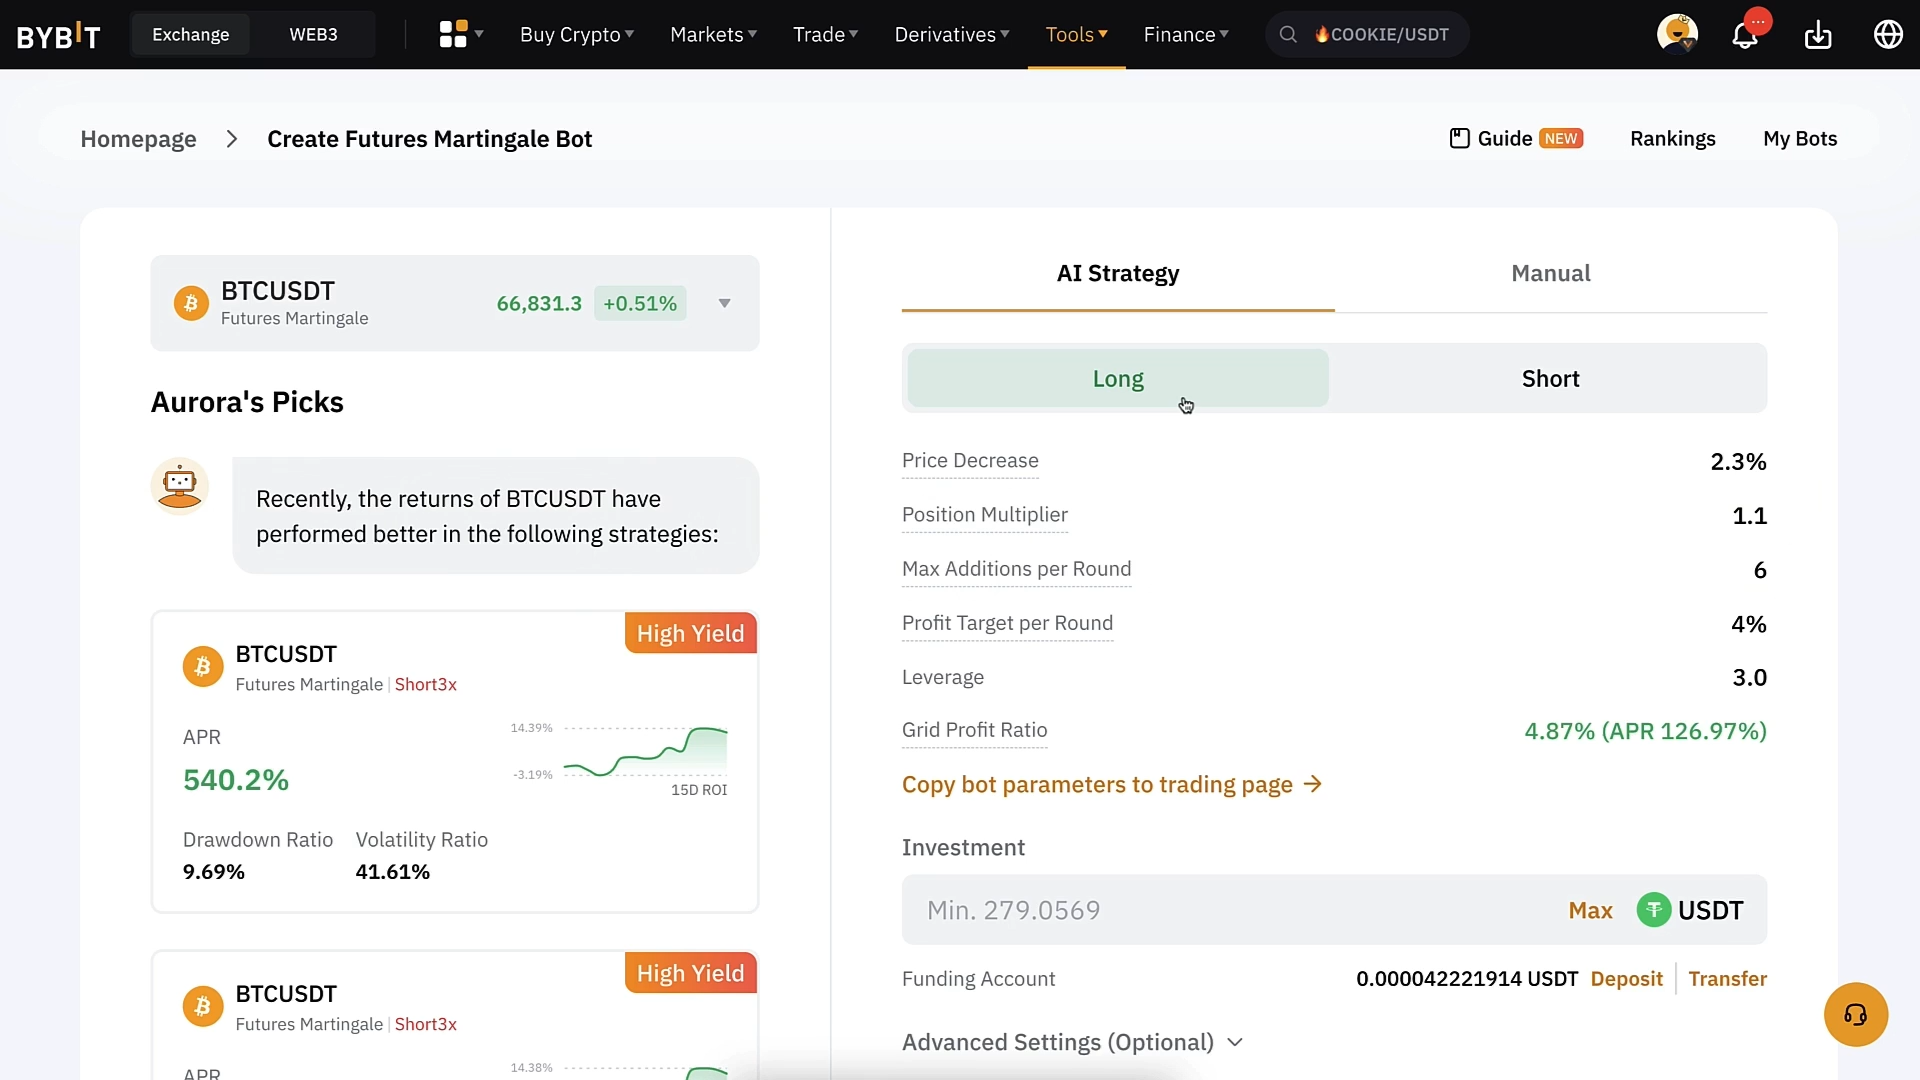 BYBIT
Exchange
WEB3
Buy Crypto
Markets
Trade
Derivatives
Tools
Finance
COOKIE/USDT
Homepage
Create Futures Martingale Bot
Guide NEW
Rankings
My Bots
BTCUSDT
Futures Martingale
66,831.3
+0.51%
Aurora's Picks
Recently, the returns of BTCUSDT have
performed better in the following strategies:
High Yield
BTCUSDT
Futures Martingale | Short3x
APR
540.2%
14.39%
-3.19%
15D ROI
Drawdown Ratio
9.69%
Volatility Ratio
41.61%
High Yield
BTCUSDT
Futures Martingale | Short3x
APR
14.38%
AI Strategy
Manual
Long
Short
Price Decrease
2.3%
Position Multiplier
1.1
Max Additions per Round
6
Profit Target per Round
4%
Leverage
3.0
Grid Profit Ratio
4.87% (APR 126.97%)
Copy bot parameters to trading page →
Investment
Min. 279.0569
Max
USDT
Funding Account
0.000042221914 USDT
Deposit
Transfer
Advanced Settings (Optional)